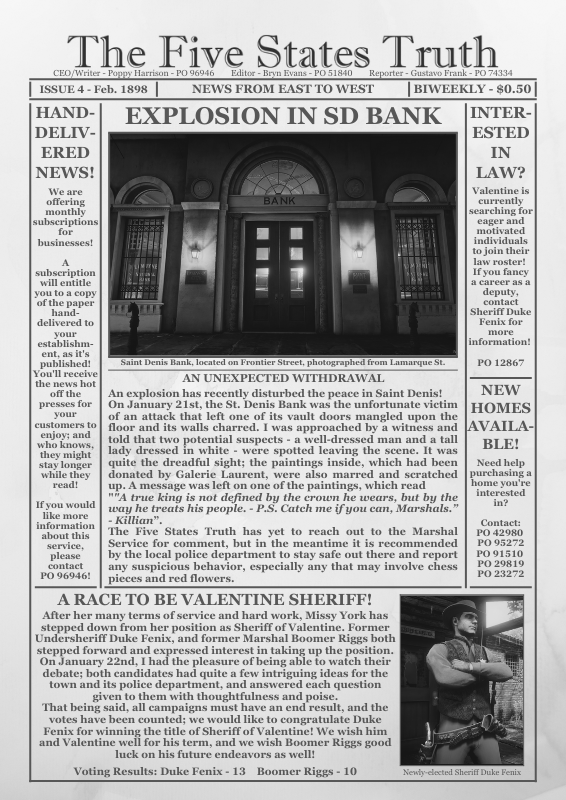 The Five States Truth
CEO/Writer - Poppy Harrison - PO 96946 Editor - Bryn Evans - PO 51840 Reporter - Gustavo Frank - PO 74334
ISSUE 4 - Feb. 1898
NEWS FROM EAST TO WEST
BIWEEKLY - $0.50
HAND-
DELIV-
ERED
NEWS!
We are
offering
monthly
subscriptions
for
businesses!
A
subscription
will entitle
you to a copy
of the paper
hand-
delivered to
your
establishm-
ent, as it's
published!
You'll receive
the news hot
off the
presses for
your
customers to
enjoy; and
who knows,
they might
stay longer
while they
read!
If you would
like more
information
about this
service,
please
contact
PO 96946!
EXPLOSION IN SD BANK
BANK
Saint Denis Bank, located on Frontier Street, photographed from Lamarque St.
AN UNEXPECTED WITHDRAWAL
An explosion has recently disturbed the peace in Saint Denis!
On January 21st, the St. Denis Bank was the unfortunate victim
of an attack that left one of its vault doors mangled upon the
floor and its walls charred. I was approached by a witness and
told that two potential suspects - a well-dressed man and a tall
lady dressed in white - were spotted leaving the scene. It was
quite the dreadful sight; the paintings inside, which had been
donated by Galerie Laurent, were also marred and scratched
up. A message was left on one of the paintings, which read
""A true king is not defined by the crown he wears, but by the
way he treats his people. - P.S. Catch me if you can, Marshals."
- Killian".
The Five States Truth has yet to reach out to the Marshal
Service for comment, but in the meantime it is recommended
by the local police department to stay safe out there and report
any suspicious behavior, especially any that may involve chess
pieces and red flowers.
INTER-
ESTED
IN
LAW?
Valentine is
currently
searching for
eager and
motivated
individuals
to join their
law roster!
If you fancy
a career as a
deputy,
contact
Sheriff Duke
Fenix for
more
information!
PO 12867
NEW
HOMES
AVAILA-
BLE!
Need help
purchasing a
home you're
interested
in?
Contact:
PO 42980
PO 95272
PO 91510
PO 29819
PO 23272
A RACE TO BE VALENTINE SHERIFF!
After her many terms of service and hard work, Missy York has
stepped down from her position as Sheriff of Valentine. Former
Undersheriff Duke Fenix, and former Marshal Boomer Riggs both
stepped forward and expressed interest in taking up the position.
On January 22nd, I had the pleasure of being able to watch their
debate; both candidates had quite a few intriguing ideas for the
town and its police department, and answered each question
given to them with thoughtfulness and poise.
That being said, all campaigns must have an end result, and the
votes have been counted; we would like to congratulate Duke
Fenix for winning the title of Sheriff of Valentine! We wish him
and Valentine well for his term, and we wish Boomer Riggs good
luck on his future endeavors as well!
Voting Results: Duke Fenix - 13 Boomer Riggs - 10
Newly-elected Sheriff Duke Fenix